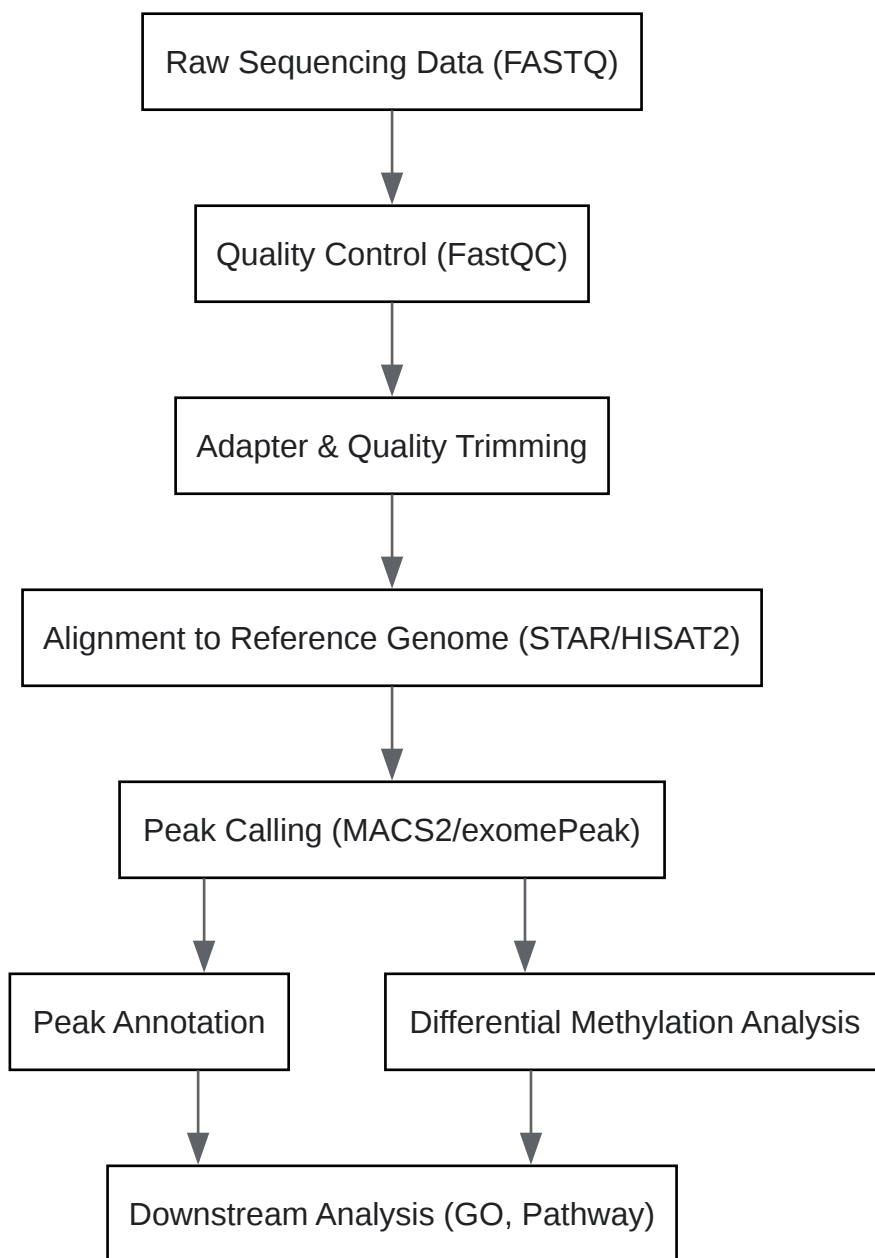 Raw Sequencing Data (FASTQ)
Quality Control (FastQC)
Adapter & Quality Trimming
Alignment to Reference Genome (STAR/HISAT2)
Peak Calling (MACS2/exomePeak)
Peak Annotation
Differential Methylation Analysis
Downstream Analysis (GO, Pathway)